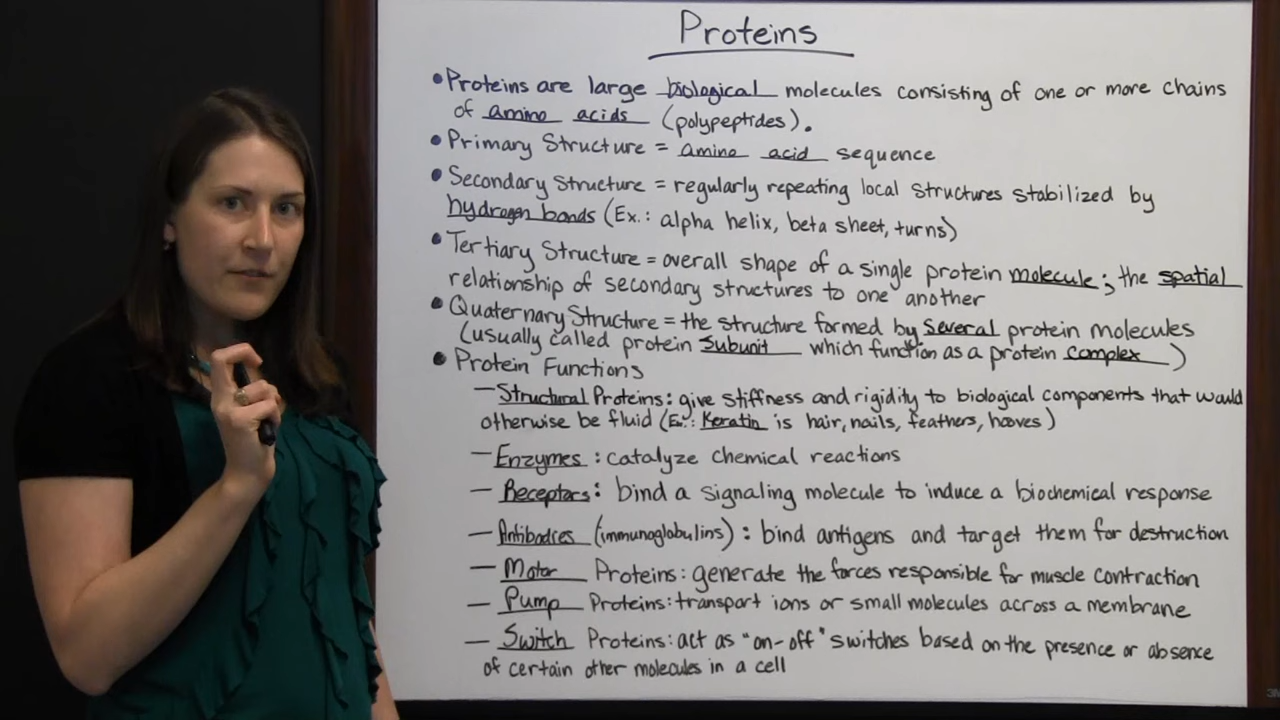 Proteins
• Proteins are large biological molecules consisting of one or more chains
of amino acids (polypeptides).
• Primary Structure = amino acid sequence
• Secondary Structure = regularly repeating local structures stabilized by
hydrogen bonds (Ex.: alpha helix, beta sheet, turns)
• Tertiary Structure = overall shape of a single protein molecule; the spatial
relationship of secondary structures to one another
• Quaternary Structure = the structure formed by several protein molecules
(usually called protein subunit which function as a protein complex)
• Protein Functions
— Structural Proteins: give stiffness and rigidity to biological components that would
otherwise be fluid (Ex.: Keratin is hair, nails, feathers, hooves)
— Enzymes: catalyze chemical reactions
— Receptors: bind a signaling molecule to induce a biochemical response
— Antibodies (immunoglobulins): bind antigens and target them for destruction
— Motor Proteins: generate the forces responsible for muscle contraction
— Pump Proteins: transport ions or small molecules across a membrane
— Switch Proteins: act as "on-off" switches based on the presence or absence
of certain other molecules in a cell
3M